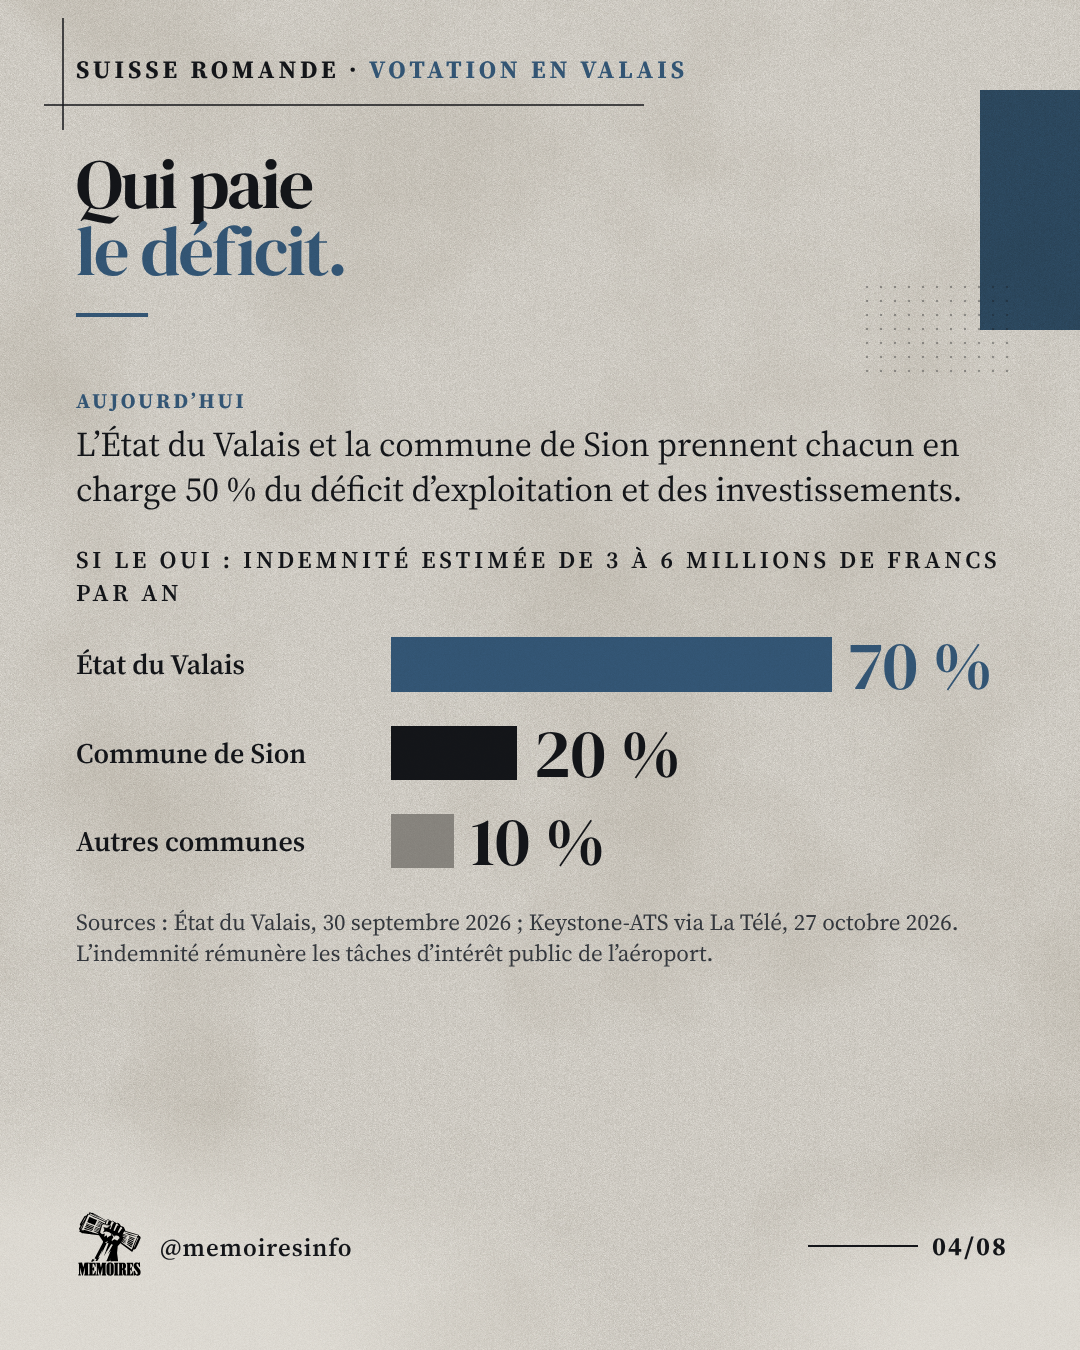 SUISSE ROMANDE · VOTATION EN VALAIS
Qui paie
le déficit.
AUJOURD’HUI
L’État du Valais et la commune de Sion prennent chacun en
charge 50 % du déficit d’exploitation et des investissements.
SI LE OUI : INDEMNITÉ ESTIMÉE DE 3 À 6 MILLIONS DE FRANCS
PAR AN
État du Valais 70 %
Commune de Sion 20 %
Autres communes 10 %
Sources : État du Valais, 30 septembre 2026 ; Keystone-ATS via La Télé, 27 octobre 2026.
L’indemnité rémunère les tâches d’intérêt public de l’aéroport.
MÉMOIRES
@memoiresinfo
04/08